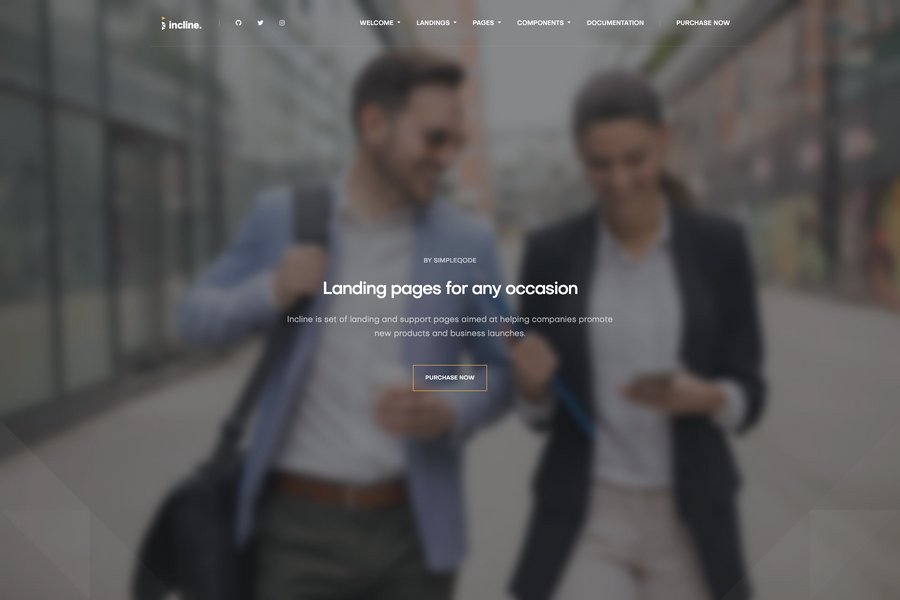 incline.
WELCOME
LANDINGS
PAGES
COMPONENTS
DOCUMENTATION
PURCHASE NOW
BY SIMPLEQODE
Landing pages for any occasion
Incline is set of landing and support pages aimed at helping companies promote
new products and business launches.
PURCHASE NOW